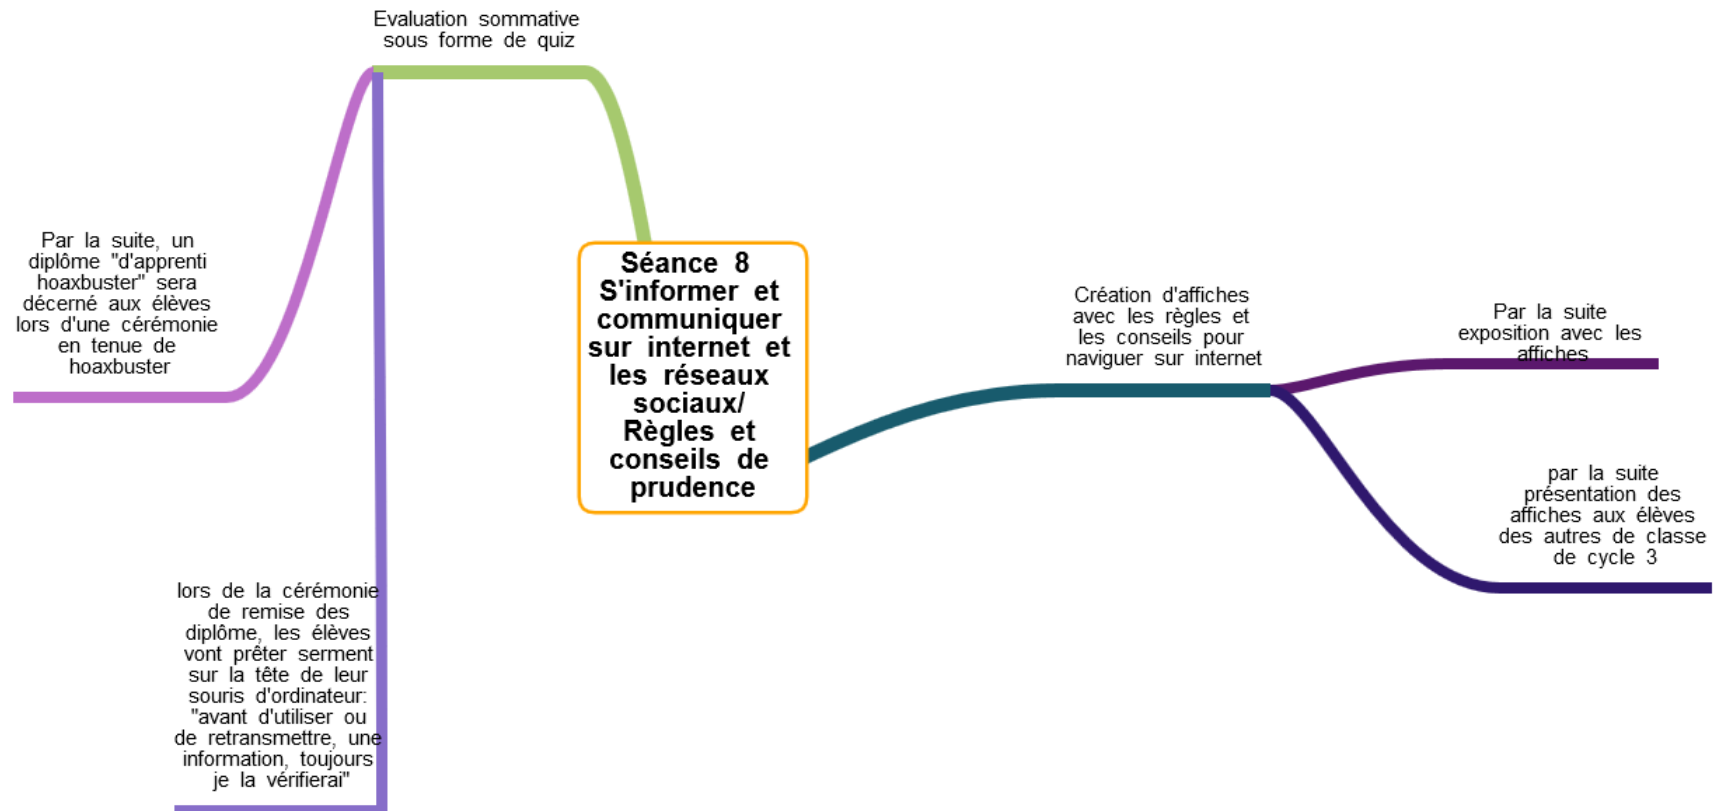 Evaluation sommative
sous forme de quiz
Par la suite, un
diplôme "d'apprenti
hoaxbuster" sera
décerné aux élèves
lors d'une cérémonie
en tenue de
hoaxbuster
lors de la cérémonie
de remise des
diplôme, les élèves
vont prêter serment
sur la tête de leur
souris d'ordinateur:
"avant d'utiliser ou
de retransmettre, une
information, toujours
je la vérifierai"
Séance 8
S'informer et
communiquer
sur internet et
les réseaux
sociaux/
Règles et
conseils de
prudence
Création d'affiches
avec les règles et
les conseils pour
naviguer sur internet
Par la suite
exposition avec les
affiches
par la suite
présentation des
affiches aux élèves
des autres de classe
de cycle 3